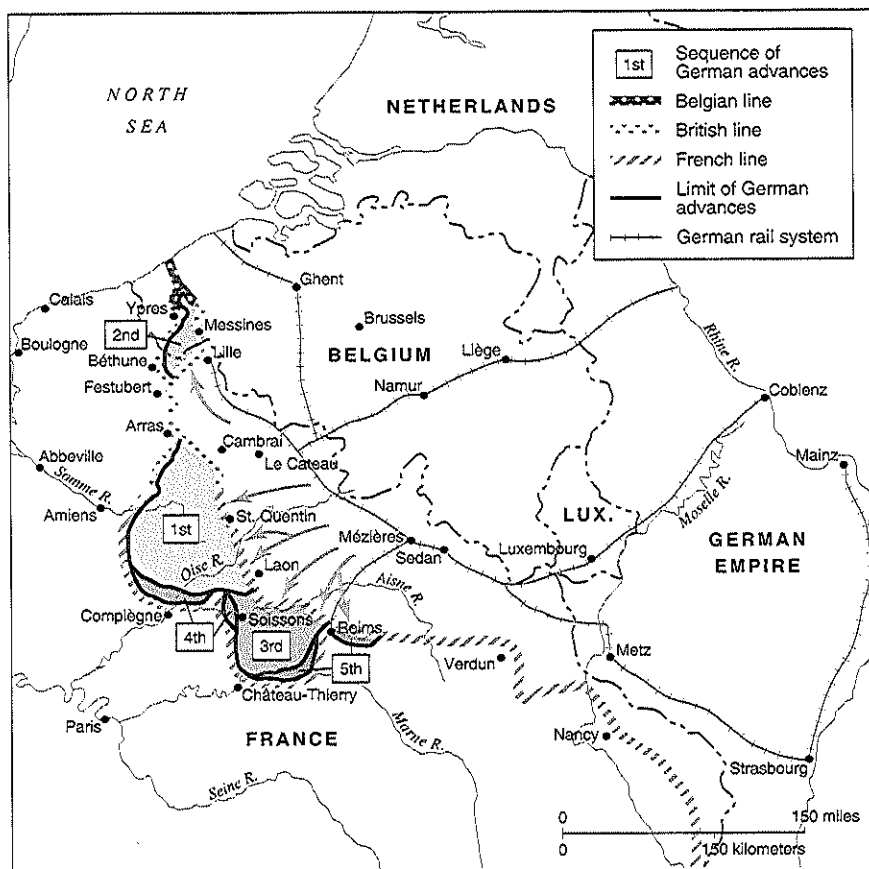 NORTH
SEA
NETHERLANDS
1st
Sequence of
German advances
Belgian line
British line
French line
Limit of German
advances
German rail system
Calais
Ghent
Ypres
Messines
Brussels
2nd
Boulogne
Lille
BELGIUM
Liège
Rhine R.
Béthune
Namur
Festubert
Coblenz
Arras
Cambrai
Le Cateau
Mainz
Abbeville
Somme R.
Moselle R.
Amiens
St. Quentin
LUX.
1st
Mézières
Sedan
Luxembourg
GERMAN
EMPIRE
Oise R.
Laon
Aisne R.
Compiègne
Soissons
4th
3rd
Reims
5th
Verdun
Metz
Château-Thierry
Paris
FRANCE
Marne R.
Nancy
Strasbourg
Seine R.
0 150 miles
0 150 kilometers